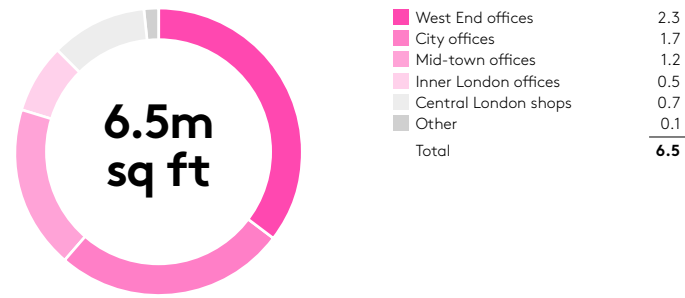 6.5m
sq ft
West End offices 2.3
City offices 1.7
Mid-town offices 1.2
Inner London offices 0.5
Central London shops 0.7
Other 0.1
Total 6.5